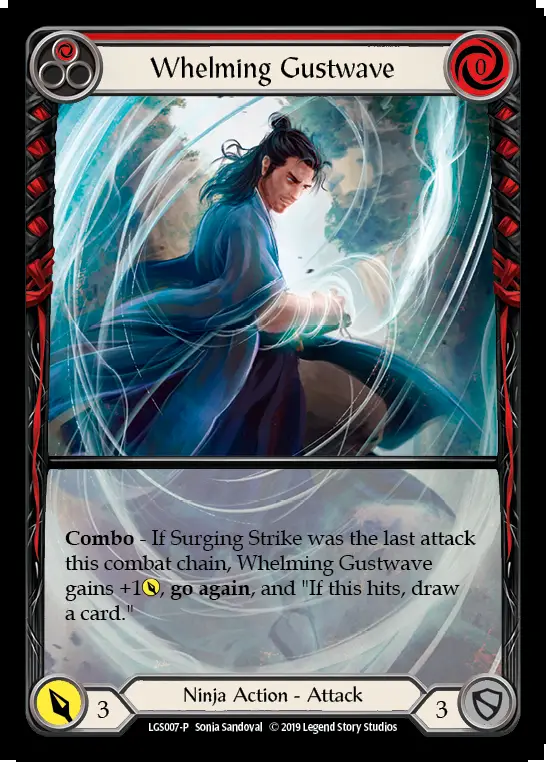 Whelming Gustwave
0
Combo - If Surging Strike was the last attack
this combat chain, Whelming Gustwave
gains +1, go again, and "If this hits, draw
a card."
3
Ninja Action - Attack
3
LGS007-P Sonia Sandoval © 2019 Legend Story Studios